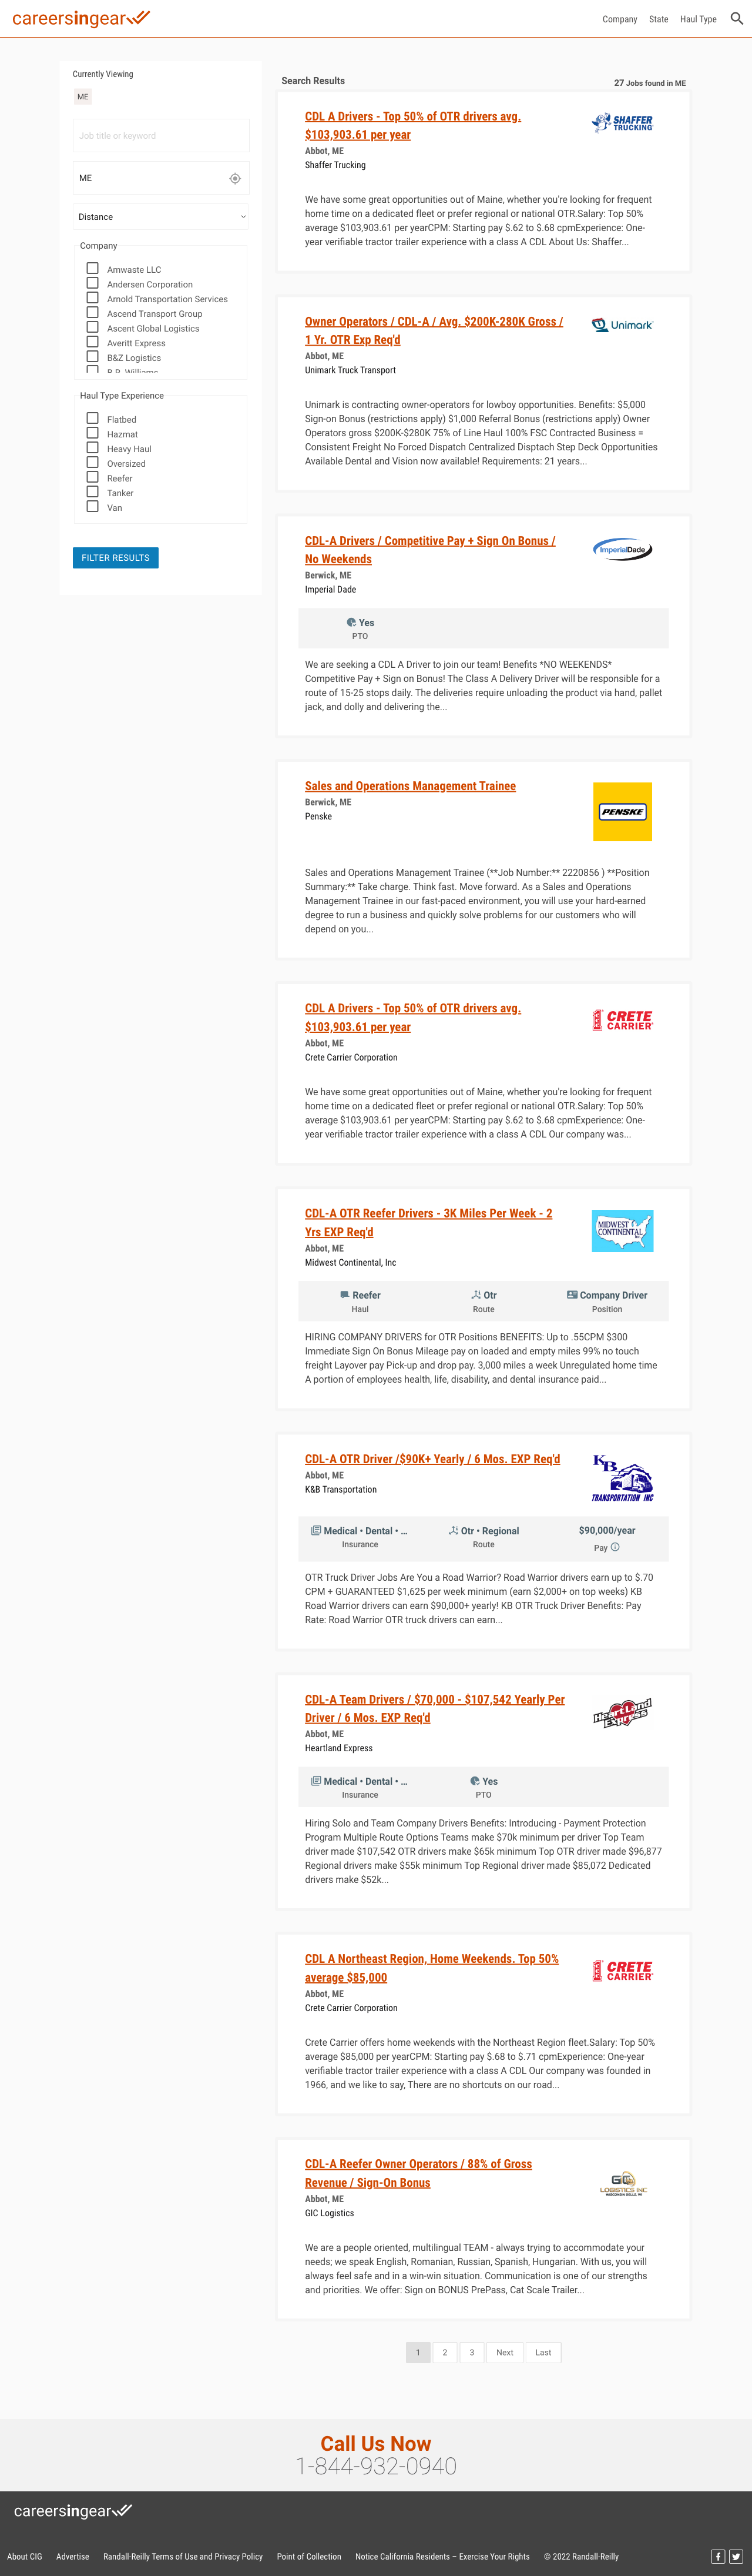 careersingear
Company State Haul Type
Currently Viewing
ME
Job title or keyword
ME
Distance
Company
Amwaste LLC
Andersen Corporation
Arnold Transportation Services
Ascend Transport Group
Ascent Global Logistics
Averitt Express
B&Z Logistics
B.R. Williams
Haul Type Experience
Flatbed
Hazmat
Heavy Haul
Oversized
Reefer
Tanker
Van
FILTER RESULTS
Search Results
27 Jobs found in ME
CDL A Drivers - Top 50% of OTR drivers avg.
$103,903.61 per year
Abbot, ME
Shaffer Trucking
SHAFFER
TRUCKING
We have some great opportunities out of Maine, whether you're looking for frequent
home time on a dedicated fleet or prefer regional or national OTR.Salary: Top 50%
average $103,903.61 per yearCPM: Starting pay $.62 to $.68 cpmExperience: One-
year verifiable tractor trailer experience with a class A CDL About Us: Shaffer...
Owner Operators / CDL-A / Avg. $200K-280K Gross /
1 Yr. OTR Exp Req'd
Abbot, ME
Unimark Truck Transport
Unimark
Unimark is contracting owner-operators for lowboy opportunities. Benefits: $5,000
Sign-on Bonus (restrictions apply) $1,000 Referral Bonus (restrictions apply) Owner
Operators gross $200K-$280K 75% of Line Haul 100% FSC Contracted Business =
Consistent Freight No Forced Dispatch Centralized Disptach Step Deck Opportunities
Available Dental and Vision now available! Requirements: 21 years...
CDL-A Drivers / Competitive Pay + Sign On Bonus /
No Weekends
Berwick, ME
Imperial Dade
ImperialDade
Yes
PTO
We are seeking a CDL A Driver to join our team! Benefits *NO WEEKENDS*
Competitive Pay + Sign on Bonus! The Class A Delivery Driver will be responsible for a
route of 15-25 stops daily. The deliveries require unloading the product via hand, pallet
jack, and dolly and delivering the...
Sales and Operations Management Trainee
Berwick, ME
Penske
PENSKE
Sales and Operations Management Trainee (**Job Number:** 2220856 ) **Position
Summary:** Take charge. Think fast. Move forward. As a Sales and Operations
Management Trainee in our fast-paced environment, you will use your hard-earned
degree to run a business and quickly solve problems for our customers who will
depend on you...
CDL A Drivers - Top 50% of OTR drivers avg.
$103,903.61 per year
Abbot, ME
Crete Carrier Corporation
CRETE
CARRIER
We have some great opportunities out of Maine, whether you're looking for frequent
home time on a dedicated fleet or prefer regional or national OTR.Salary: Top 50%
average $103,903.61 per yearCPM: Starting pay $.62 to $.68 cpmExperience: One-
year verifiable tractor trailer experience with a class A CDL Our company was...
CDL-A OTR Reefer Drivers - 3K Miles Per Week - 2
Yrs EXP Req'd
Abbot, ME
Midwest Continental, Inc
MIDWEST
CONTINENTAL
Reefer Otr Company Driver
Haul Route Position
HIRING COMPANY DRIVERS for OTR Positions BENEFITS: Up to .55CPM $300
Immediate Sign On Bonus Mileage pay on loaded and empty miles 99% no touch
freight Layover pay Pick-up and drop pay. 3,000 miles a week Unregulated home time
A portion of employees health, life, disability, and dental insurance paid...
CDL-A OTR Driver /$90K+ Yearly / 6 Mos. EXP Req'd
Abbot, ME
K&B Transportation
KB
TRANSPORTATION INC
Medical • Dental • ... Otr • Regional $90,000/year
Insurance Route Pay
OTR Truck Driver Jobs Are You a Road Warrior? Road Warrior drivers earn up to $.70
CPM + GUARANTEED $1,625 per week minimum (earn $2,000+ on top weeks) KB
Road Warrior drivers can earn $90,000+ yearly! KB OTR Truck Driver Benefits: Pay
Rate: Road Warrior OTR truck drivers can earn...
CDL-A Team Drivers / $70,000 - $107,542 Yearly Per
Driver / 6 Mos. EXP Req'd
Abbot, ME
Heartland Express
HEARTLAND
EXPRESS
Medical • Dental • ... Yes
Insurance PTO
Hiring Solo and Team Company Drivers Benefits: Introducing - Payment Protection
Program Multiple Route Options Teams make $70k minimum per driver Top Team
driver made $107,542 OTR drivers make $65k minimum Top OTR driver made $96,877
Regional drivers make $55k minimum Top Regional driver made $85,072 Dedicated
drivers make $52k...
CDL A Northeast Region, Home Weekends. Top 50%
average $85,000
Abbot, ME
Crete Carrier Corporation
CRETE
CARRIER
Crete Carrier offers home weekends with the Northeast Region fleet.Salary: Top 50%
average $85,000 per yearCPM: Starting pay $.68 to $.71 cpmExperience: One-year
verifiable tractor trailer experience with a class A CDL Our company was founded in
1966, and we like to say, There are no shortcuts on our road...
CDL-A Reefer Owner Operators / 88% of Gross
Revenue / Sign-On Bonus
Abbot, ME
GIC Logistics
GIC
LOGISTICS INC
We are a people oriented, multilingual TEAM - always trying to accommodate your
needs; we speak English, Romanian, Russian, Spanish, Hungarian. With us, you will
always feel safe and in a win-win situation. Communication is one of our strengths
and priorities. We offer: Sign on BONUS PrePass, Cat Scale Trailer...
1 2 3 Next Last
Call Us Now
1-844-932-0940
careersingear
About CIG Advertise Randall-Reilly Terms of Use and Privacy Policy Point of Collection Notice California Residents – Exercise Your Rights © 2022 Randall-Reilly